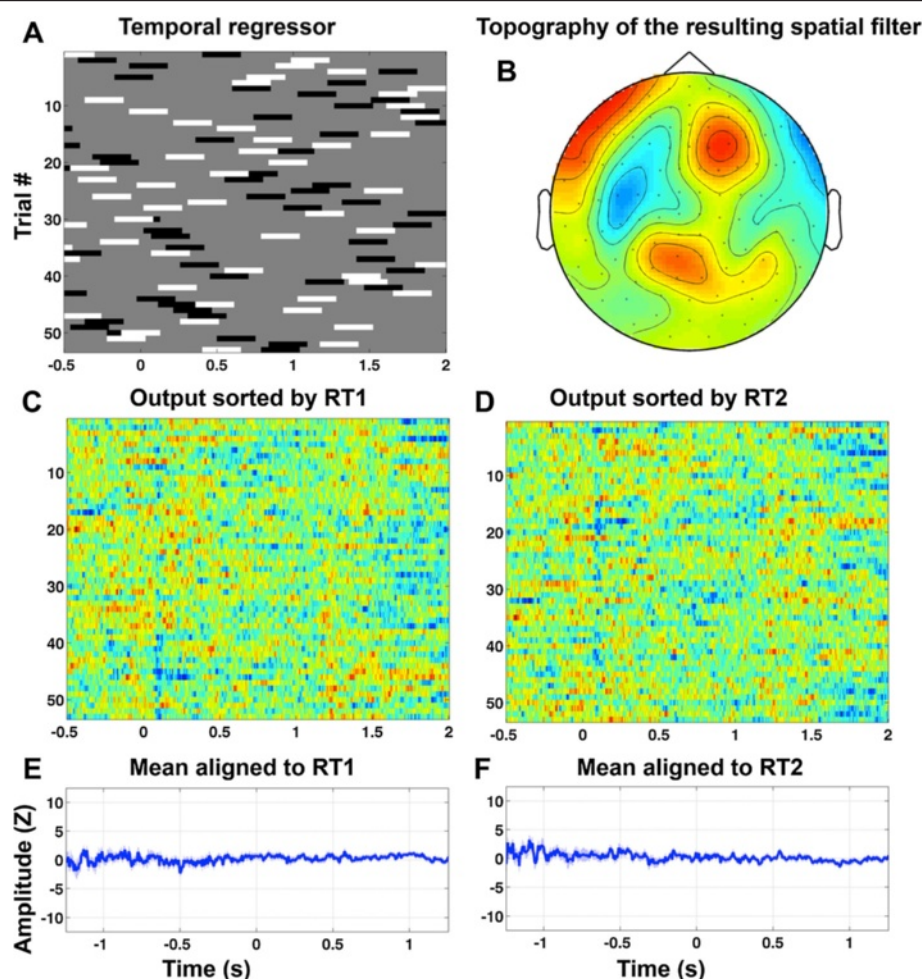 A Temporal regressor
Topography of the resulting spatial filter
B
Trial #
10
20
30
40
50
-0.5 0 0.5 1 1.5 2
C Output sorted by RT1
10
20
30
40
50
-0.5 0 0.5 1 1.5 2
D Output sorted by RT2
10
20
30
40
50
-0.5 0 0.5 1 1.5 2
E Mean aligned to RT1
Amplitude (Z)
10
5
0
-5
-10
-1 -0.5 0 0.5 1
Time (s)
F Mean aligned to RT2
10
5
0
-5
-10
-1 -0.5 0 0.5 1
Time (s)